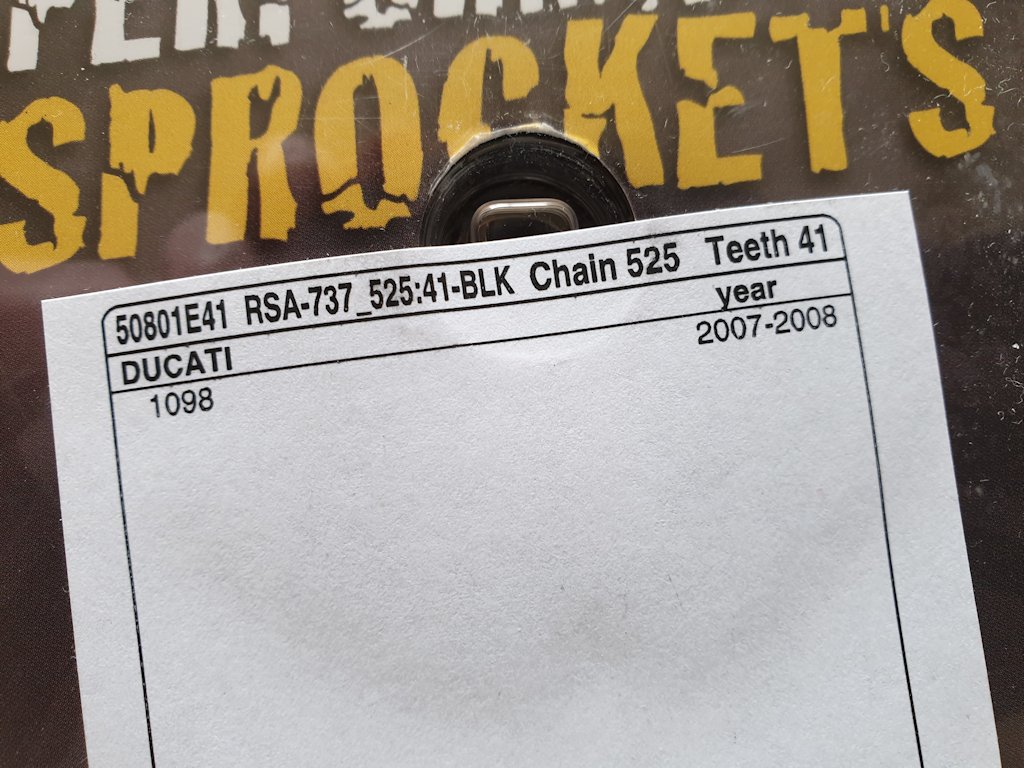 SPROCKETS
50801E41 RSA-737_525:41-BLK Chain 525 Teeth 41
DUCATI year
1098 2007-2008